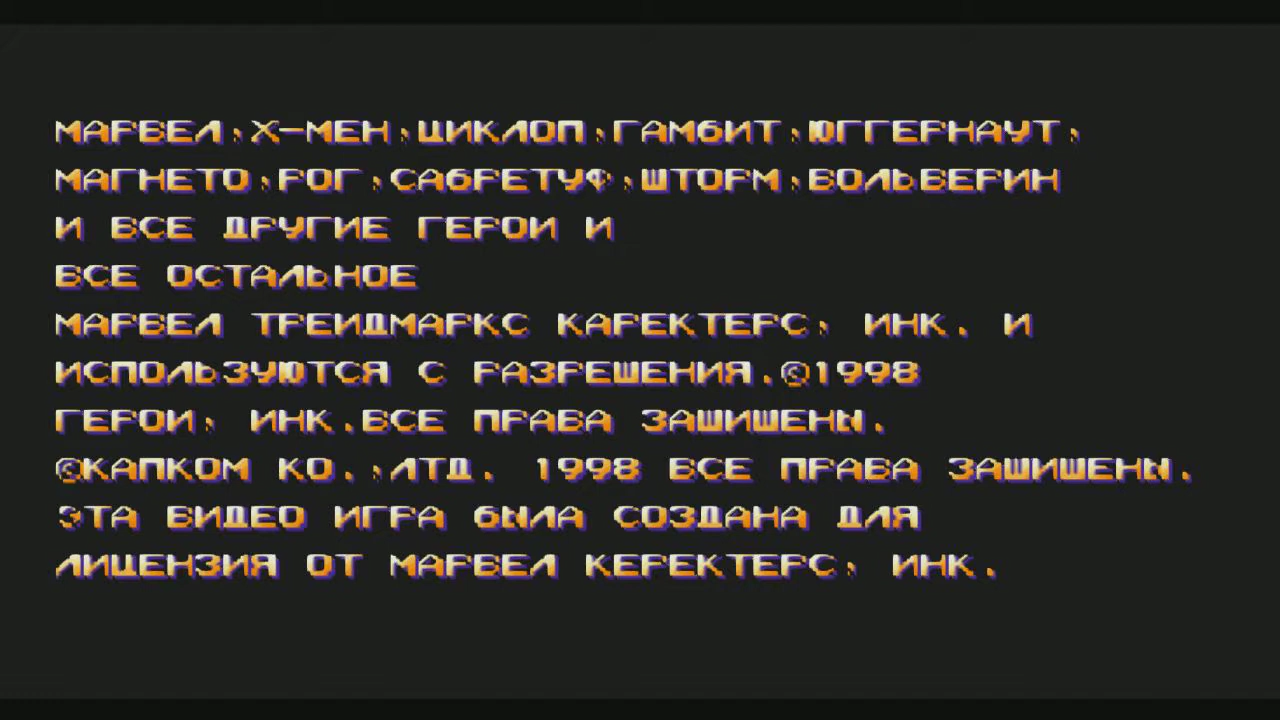 МАРВЕЛ,Х-МЕН,ЦИКЛОП,ГАМБИТ,ЮГГЕРНАУТ,
МАГНЕТО,РОГ,САБРЕТУФ,ШТОРМ,ВОЛЬВЕРИН
И ВСЕ ДРУГИЕ ГЕРОИ И
ВСЕ ОСТАЛЬНОЕ
МАРВЕЛ ТРЕИДМАРКС КАРЕКТЕРС, ИНК. И
ИСПОЛЬЗУЮТСЯ С РАЗРЕШЕНИЯ.©1998
ГЕРОИ, ИНК.ВСЕ ПРАВА ЗАШИШЕНЫ.
©КАПКОМ КО.,ЛТД. 1998 ВСЕ ПРАВА ЗАШИШЕНЫ.
ЭТА ВИДЕО ИГРА БЫЛА СОЗДАНА ДЛЯ
ЛИЦЕНЗИЯ ОТ МАРВЕЛ КЕРЕКТЕРС, ИНК.